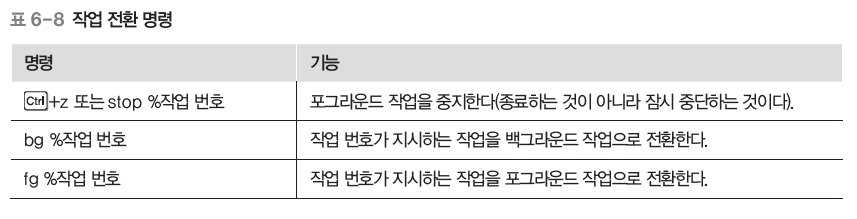 표 6-8 작업 전환 명령
명령 기능
Ctrl+z 또는 stop %작업 번호 포그라운드 작업을 중지한다(종료하는 것이 아니라 잠시 중단하는 것이다).
bg %작업 번호 작업 번호가 지시하는 작업을 백그라운드 작업으로 전환한다.
fg %작업 번호 작업 번호가 지시하는 작업을 포그라운드 작업으로 전환한다.